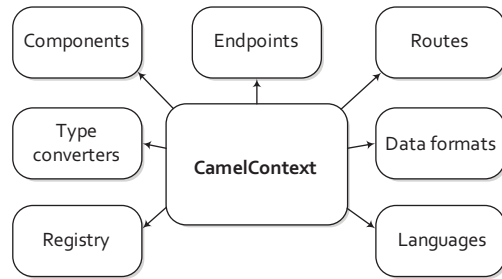 Components
Endpoints
Routes
Type
converters
CamelContext
Data formats
Registry
Languages